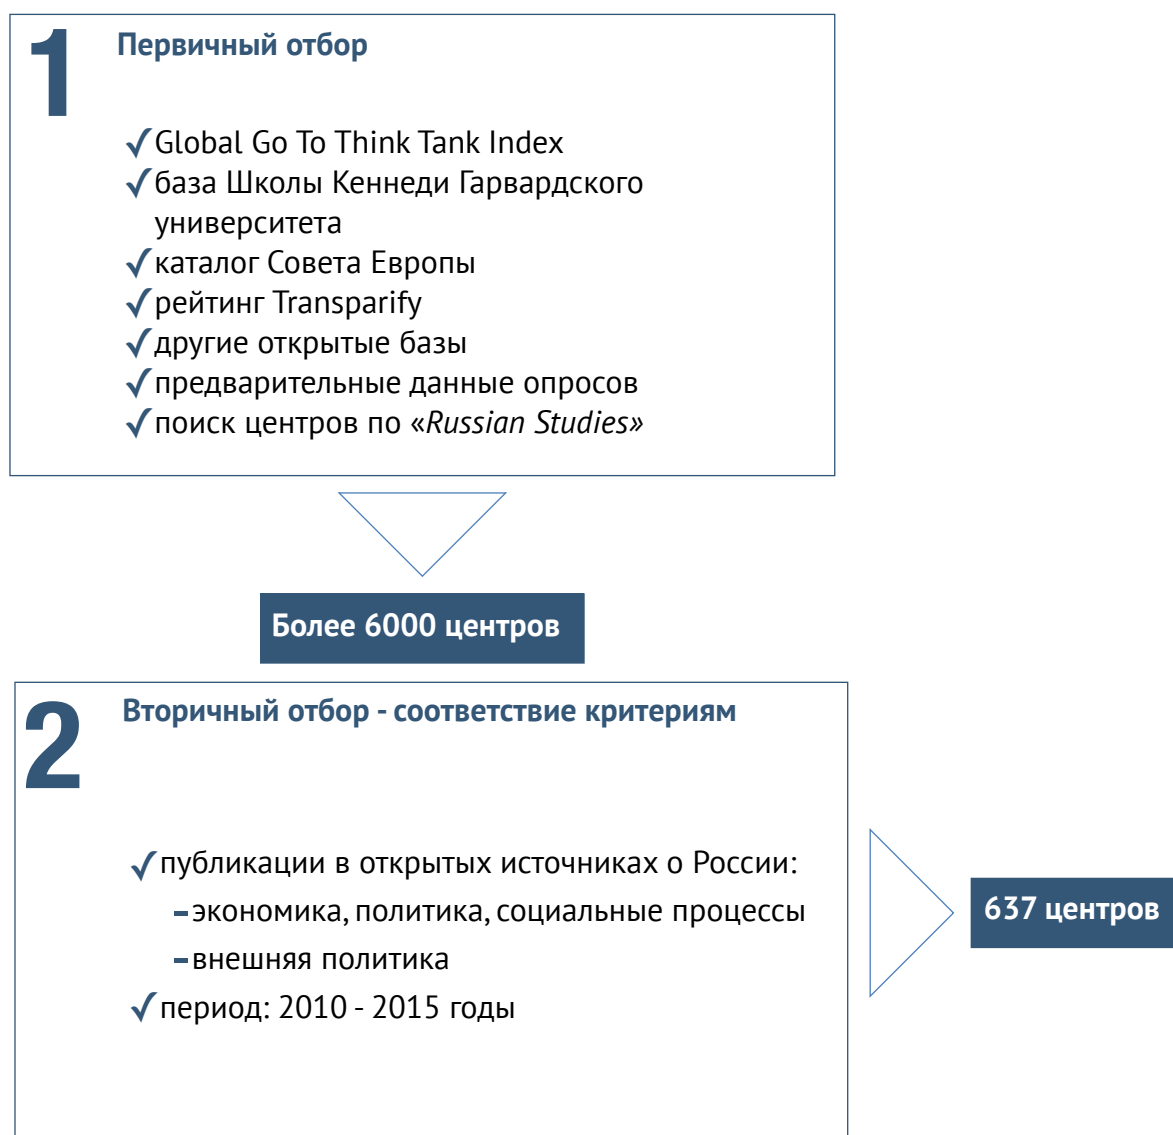 1
Первичный отбор
✓Global Go To Think Tank Index
✓база Школы Кеннеди Гарвардского
университета
✓каталог Совета Европы
✓рейтинг Transparify
✓другие открытые базы
✓предварительные данные опросов
✓поиск центров по «Russian Studies»
Более 6000 центров
2
Вторичный отбор - соответствие критериям
✓публикации в открытых источниках о России:
–экономика, политика, социальные процессы
–внешняя политика
✓период: 2010 - 2015 годы
637 центров